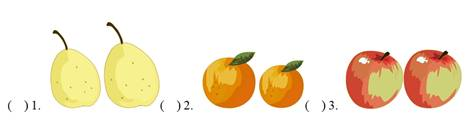 ( ) 1. ( ) 2. ( ) 3.